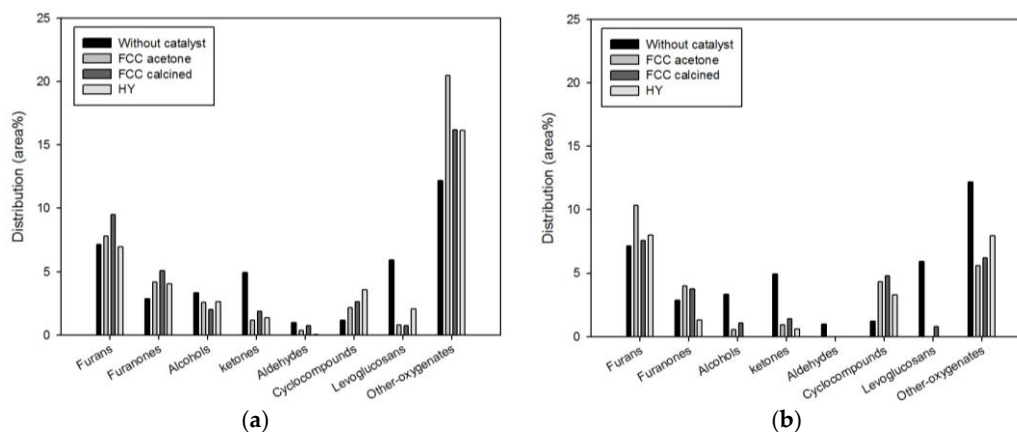 25
20
15
10
5
0
Distribution (area%)
Without catalyst
FCC acetone
FCC calcined
HY
Furans
Furanones
Alcohols
ketones
Aldehydes
Cyclocompounds
Levoglucosans
Other-oxygenates
(a)
25
20
15
10
5
0
Distribution (area%)
Without catalyst
FCC acetone
FCC calcined
HY
Furans
Furanones
Alcohols
ketones
Aldehydes
Cyclocompounds
Levoglucosans
Other-oxygenates
(b)